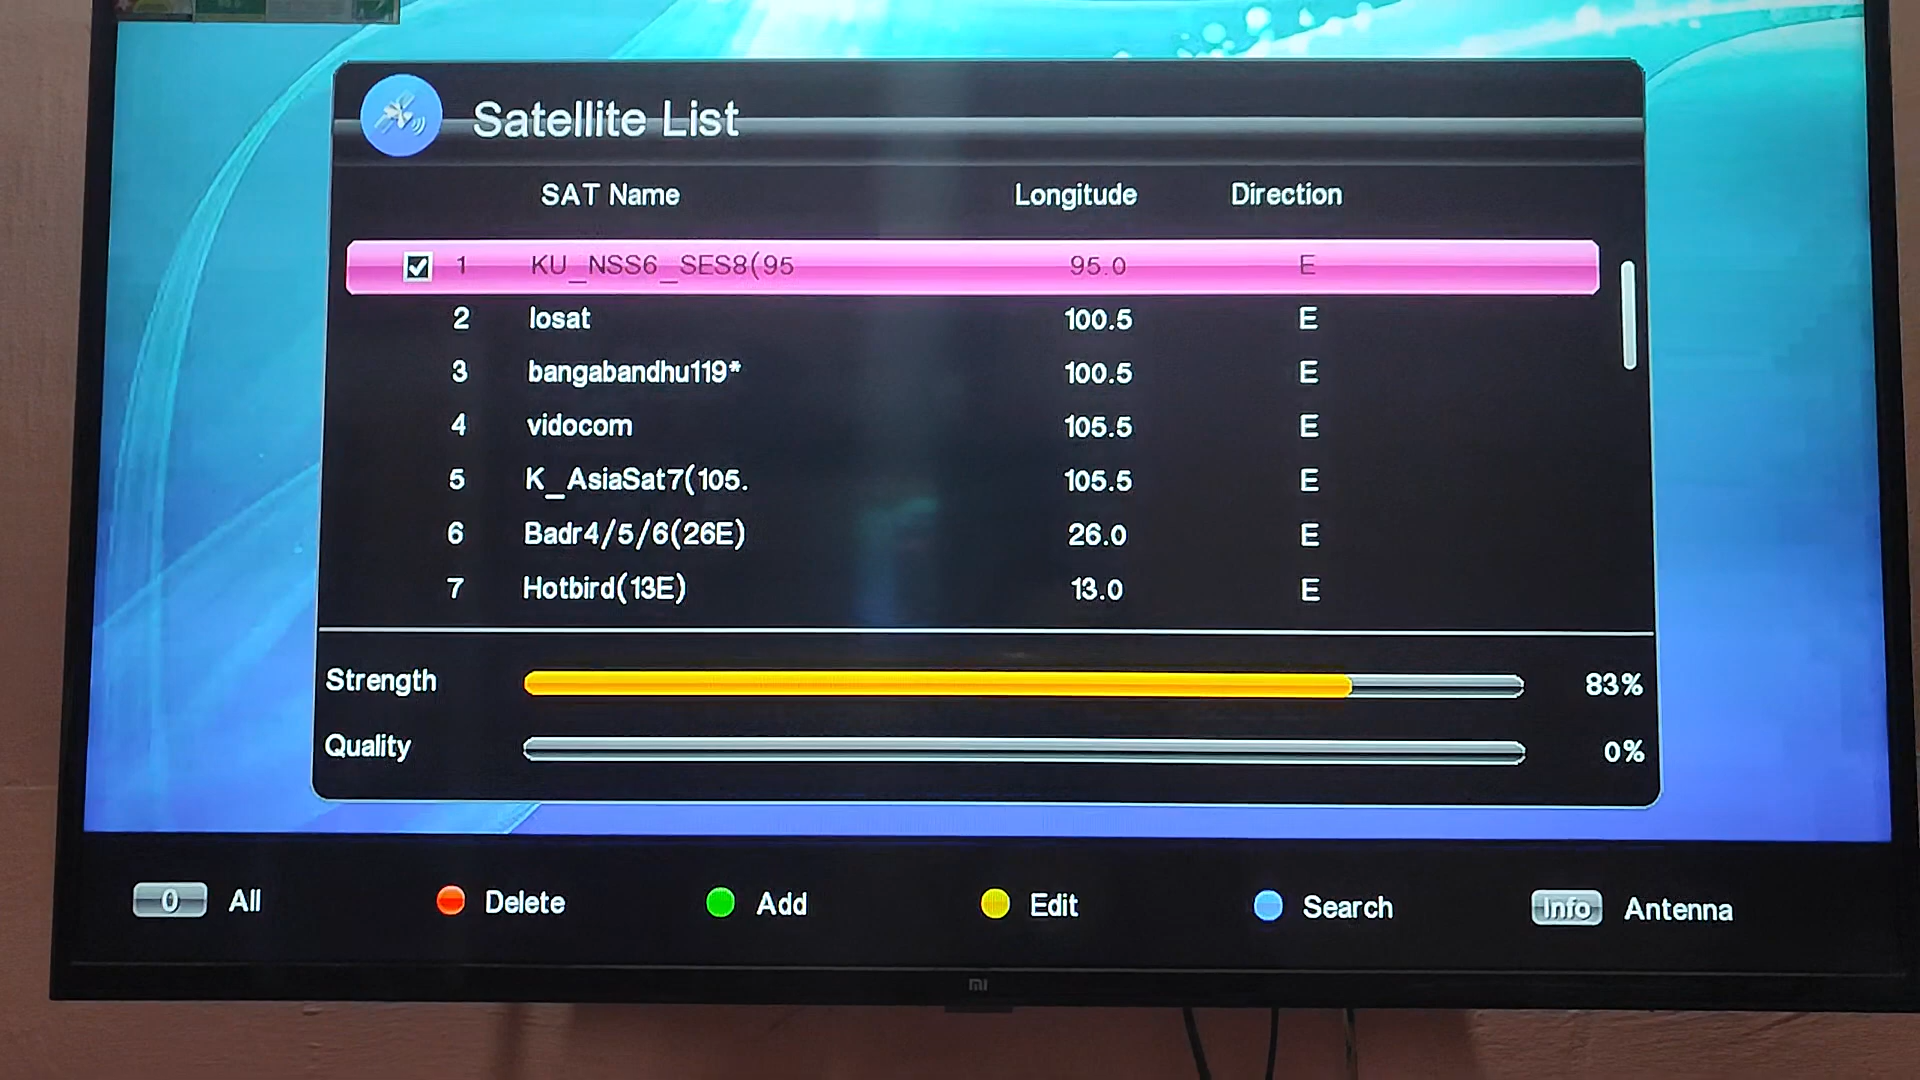 Satellite List
SAT Name Longitude Direction
1 KU_NSS6_SES8(95 95.0 E
2 losat 100.5 E
3 bangabandhu119* 100.5 E
4 vidocom 105.5 E
5 K_AsiaSat7(105. 105.5 E
6 Badr4/5/6(26E) 26.0 E
7 Hotbird(13E) 13.0 E
Strength 83%
Quality 0%
0 All Delete Add Edit Search Info Antenna
mi